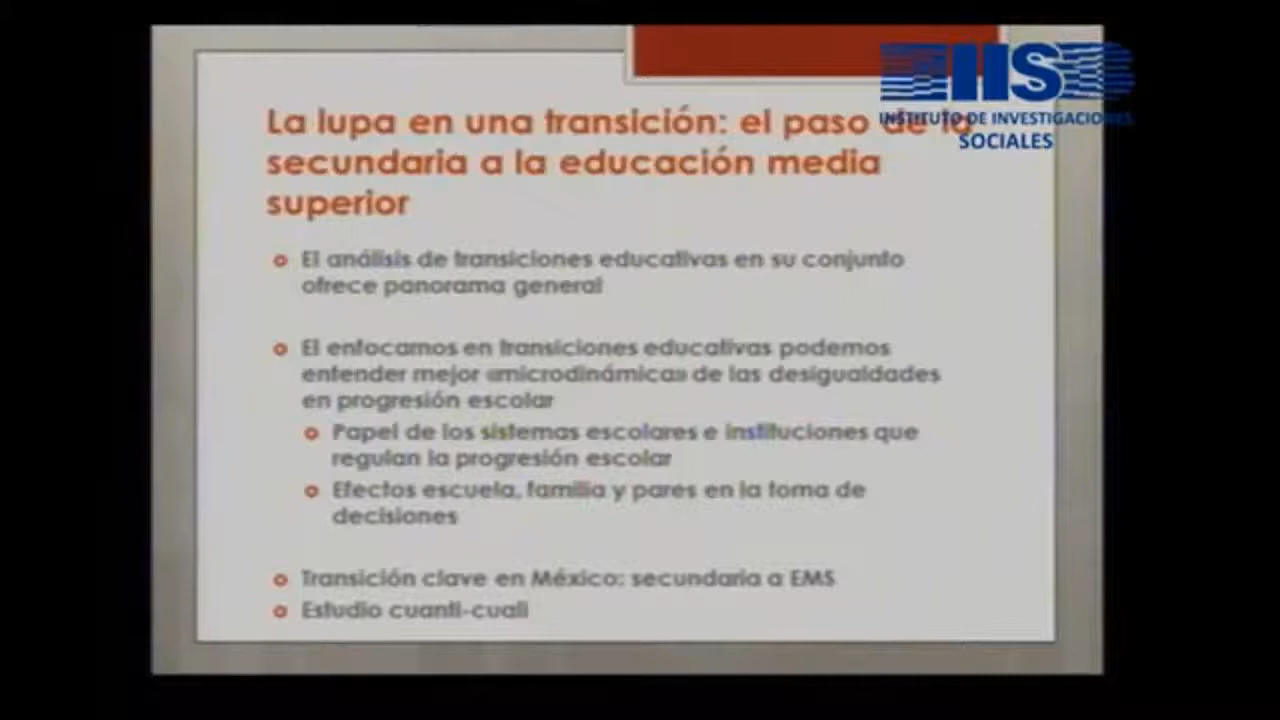 IIS
INSTITUTO DE INVESTIGACIONES
SOCIALES
La lupa en una transición: el paso de la
secundaria a la educación media
superior
El análisis de transiciones educativas en su conjunto
ofrece panorama general
El enfocarnos en transiciones educativas podemos
entender mejor «microdinámica» de las desigualdades
en progresión escolar
Papel de los sistemas escolares e instituciones que
regulan la progresión escolar
Efectos escuela, familia y pares en la toma de
decisiones
Transición clave en México: secundaria a EMS
Estudio cuanti-cuali